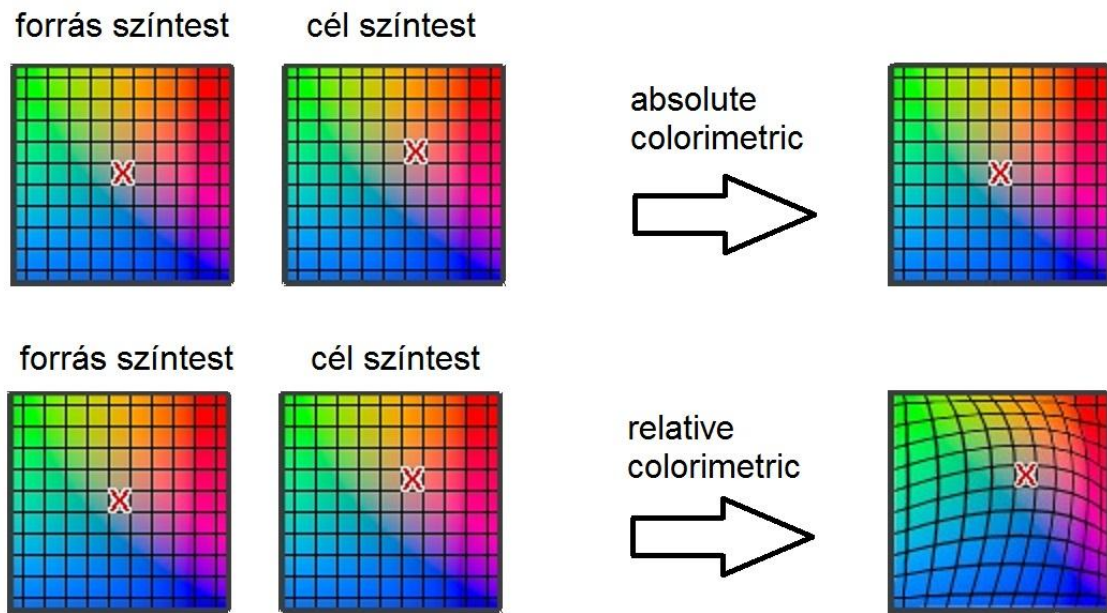 forrás színtest
cél színtest
absolute
colorimetric
X
X
X
forrás színtest
cél színtest
relative
colorimetric
X
X
X